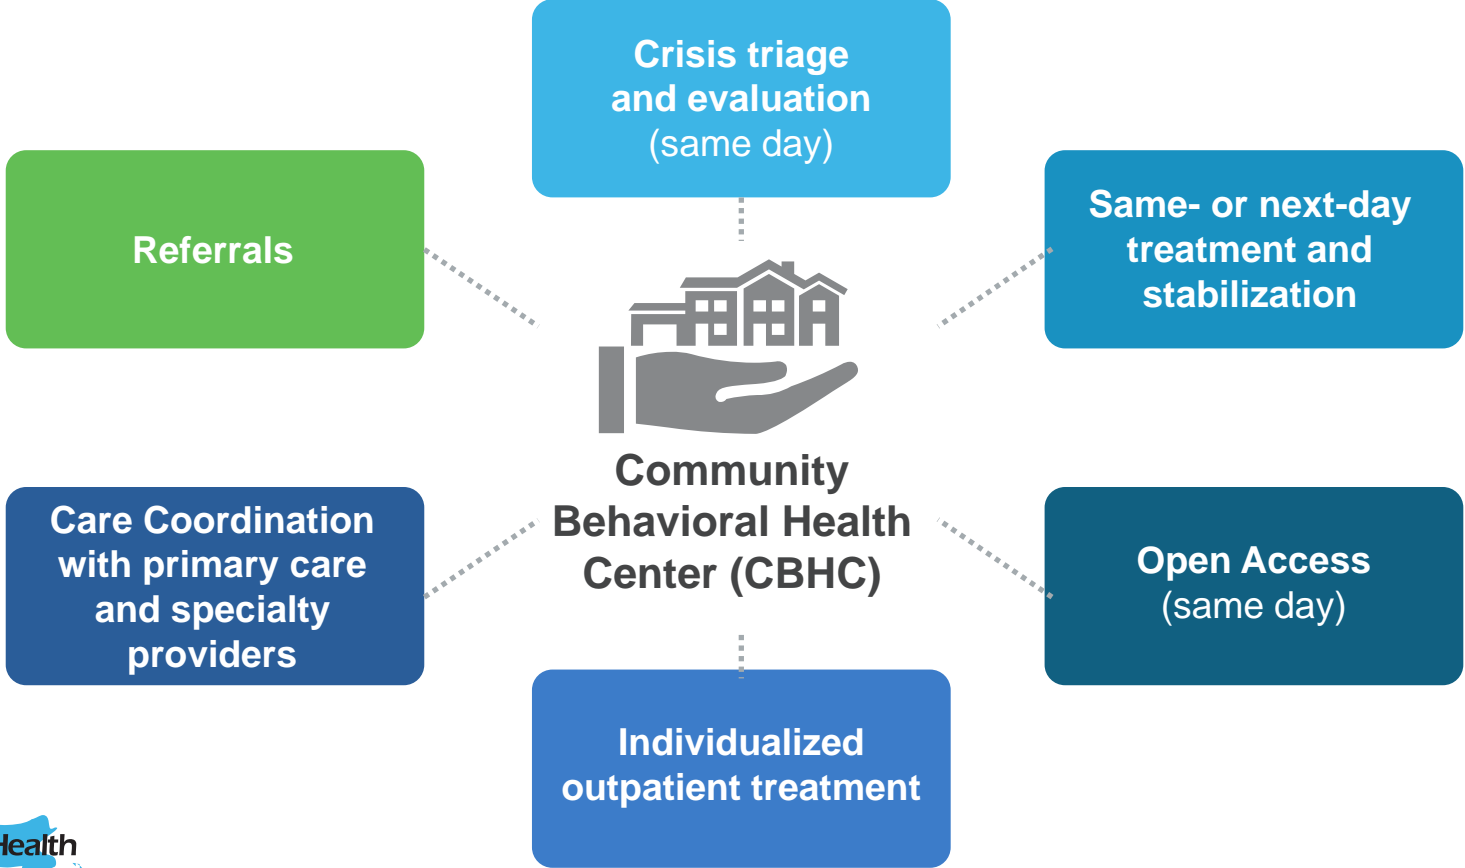 Crisis triage
and evaluation
(same day)
Referrals
Same- or next-day
treatment and
stabilization
Community
Behavioral Health
Center (CBHC)
Care Coordination
with primary care
and specialty
providers
Open Access
(same day)
Individualized
outpatient treatment
Health